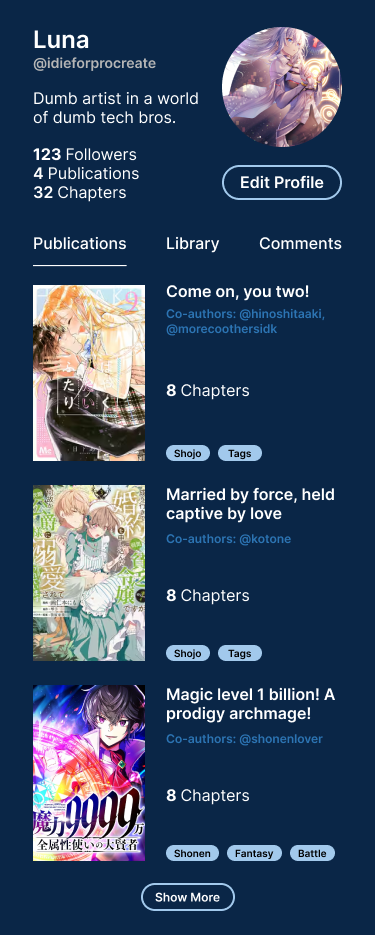 Luna
@idieforprocreate
Dumb artist in a world
of dumb tech bros.
123 Followers
4 Publications
32 Chapters
Edit Profile
Publications
Library
Comments
9
Come on, you two!
Co-authors: @hinoshitaaki,
@morecoothersidk
8 Chapters
Shojo
Tags
Married by force, held
captive by love
Co-authors: @kotone
8 Chapters
Shojo
Tags
Magic level 1 billion! A
prodigy archmage!
Co-authors: @shonenlover
8 Chapters
魔力9999万
全属性使いの大賢者
Shonen
Fantasy
Battle
Show More